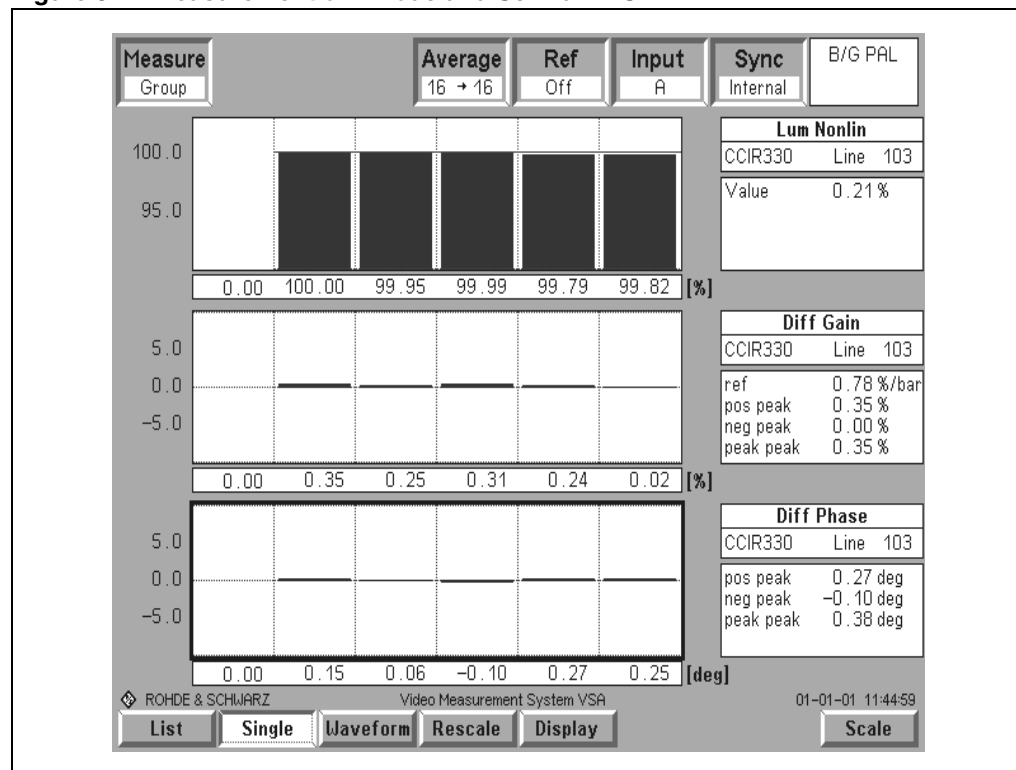 Measure
Group
Average
16 → 16
Ref
Off
Input
A
Sync
Internal
B/G PAL
100.0
95.0
0.00 100.00 99.95 99.99 99.79 99.82 [%]
Lum Nonlin
CCIR330 Line 103
Value 0.21 %
5.0
0.0
-5.0
0.00 0.35 0.25 0.31 0.24 0.02 [%]
Diff Gain
CCIR330 Line 103
ref 0.78 %/bar
pos peak 0.35 %
neg peak 0.00 %
peak peak 0.35 %
5.0
0.0
-5.0
0.00 0.15 0.06 -0.10 0.27 0.25 [deg]
Diff Phase
CCIR330 Line 103
pos peak 0.27 deg
neg peak -0.10 deg
peak peak 0.38 deg
ROHDE & SCHWARZ Video Measurement System VSA 01-01-01 11:44:59
List Single Waveform Rescale Display Scale